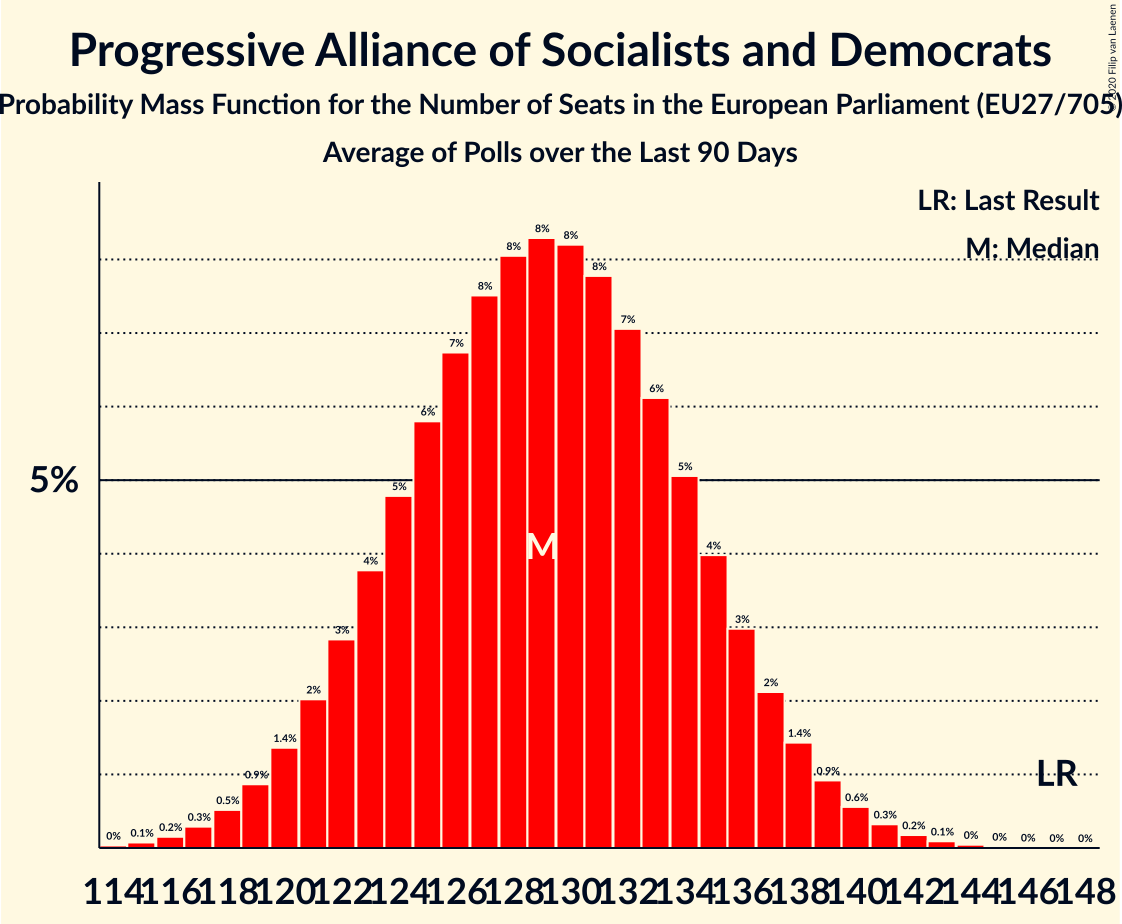 Progressive Alliance of Socialists and Democrats
Probability Mass Function for the Number of Seats in the European Parliament (EU27/705)
Average of Polls over the Last 90 Days
© 2020 Filip van Laenen
LR: Last Result
M: Median
5%
0% 0.1% 0.2% 0.3% 0.5% 0.9% 1.4% 2% 3% 4% 5% 6% 7% 8% 8% 8% 8% 8% 7% 6% 5% 4% 3% 2% 1.4% 0.9% 0.6% 0.3% 0.2% 0.1% 0% 0% 0% 0% 0%
M
LR
114 116 118 120 122 124 126 128 130 132 134 136 138 140 142 144 146 148